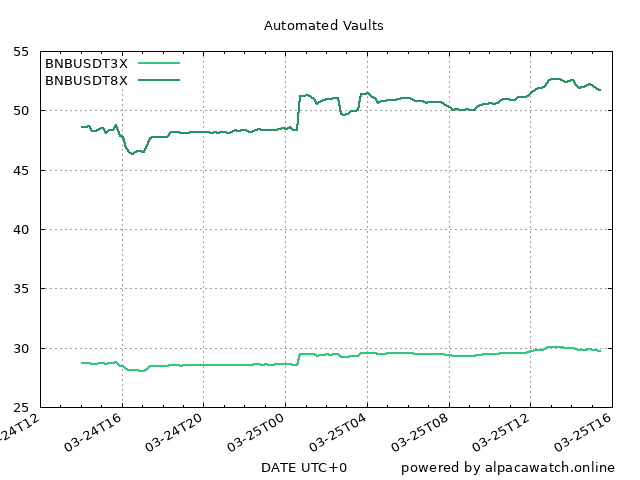 Automated Vaults
BNBUSDT3X
BNBUSDT8X
55
50
45
40
35
30
25
-24T12
03-24T16
03-24T20
03-25T00
03-25T04
03-25T08
03-25T12
03-25T16
DATE UTC+0
powered by alpacawatch.online